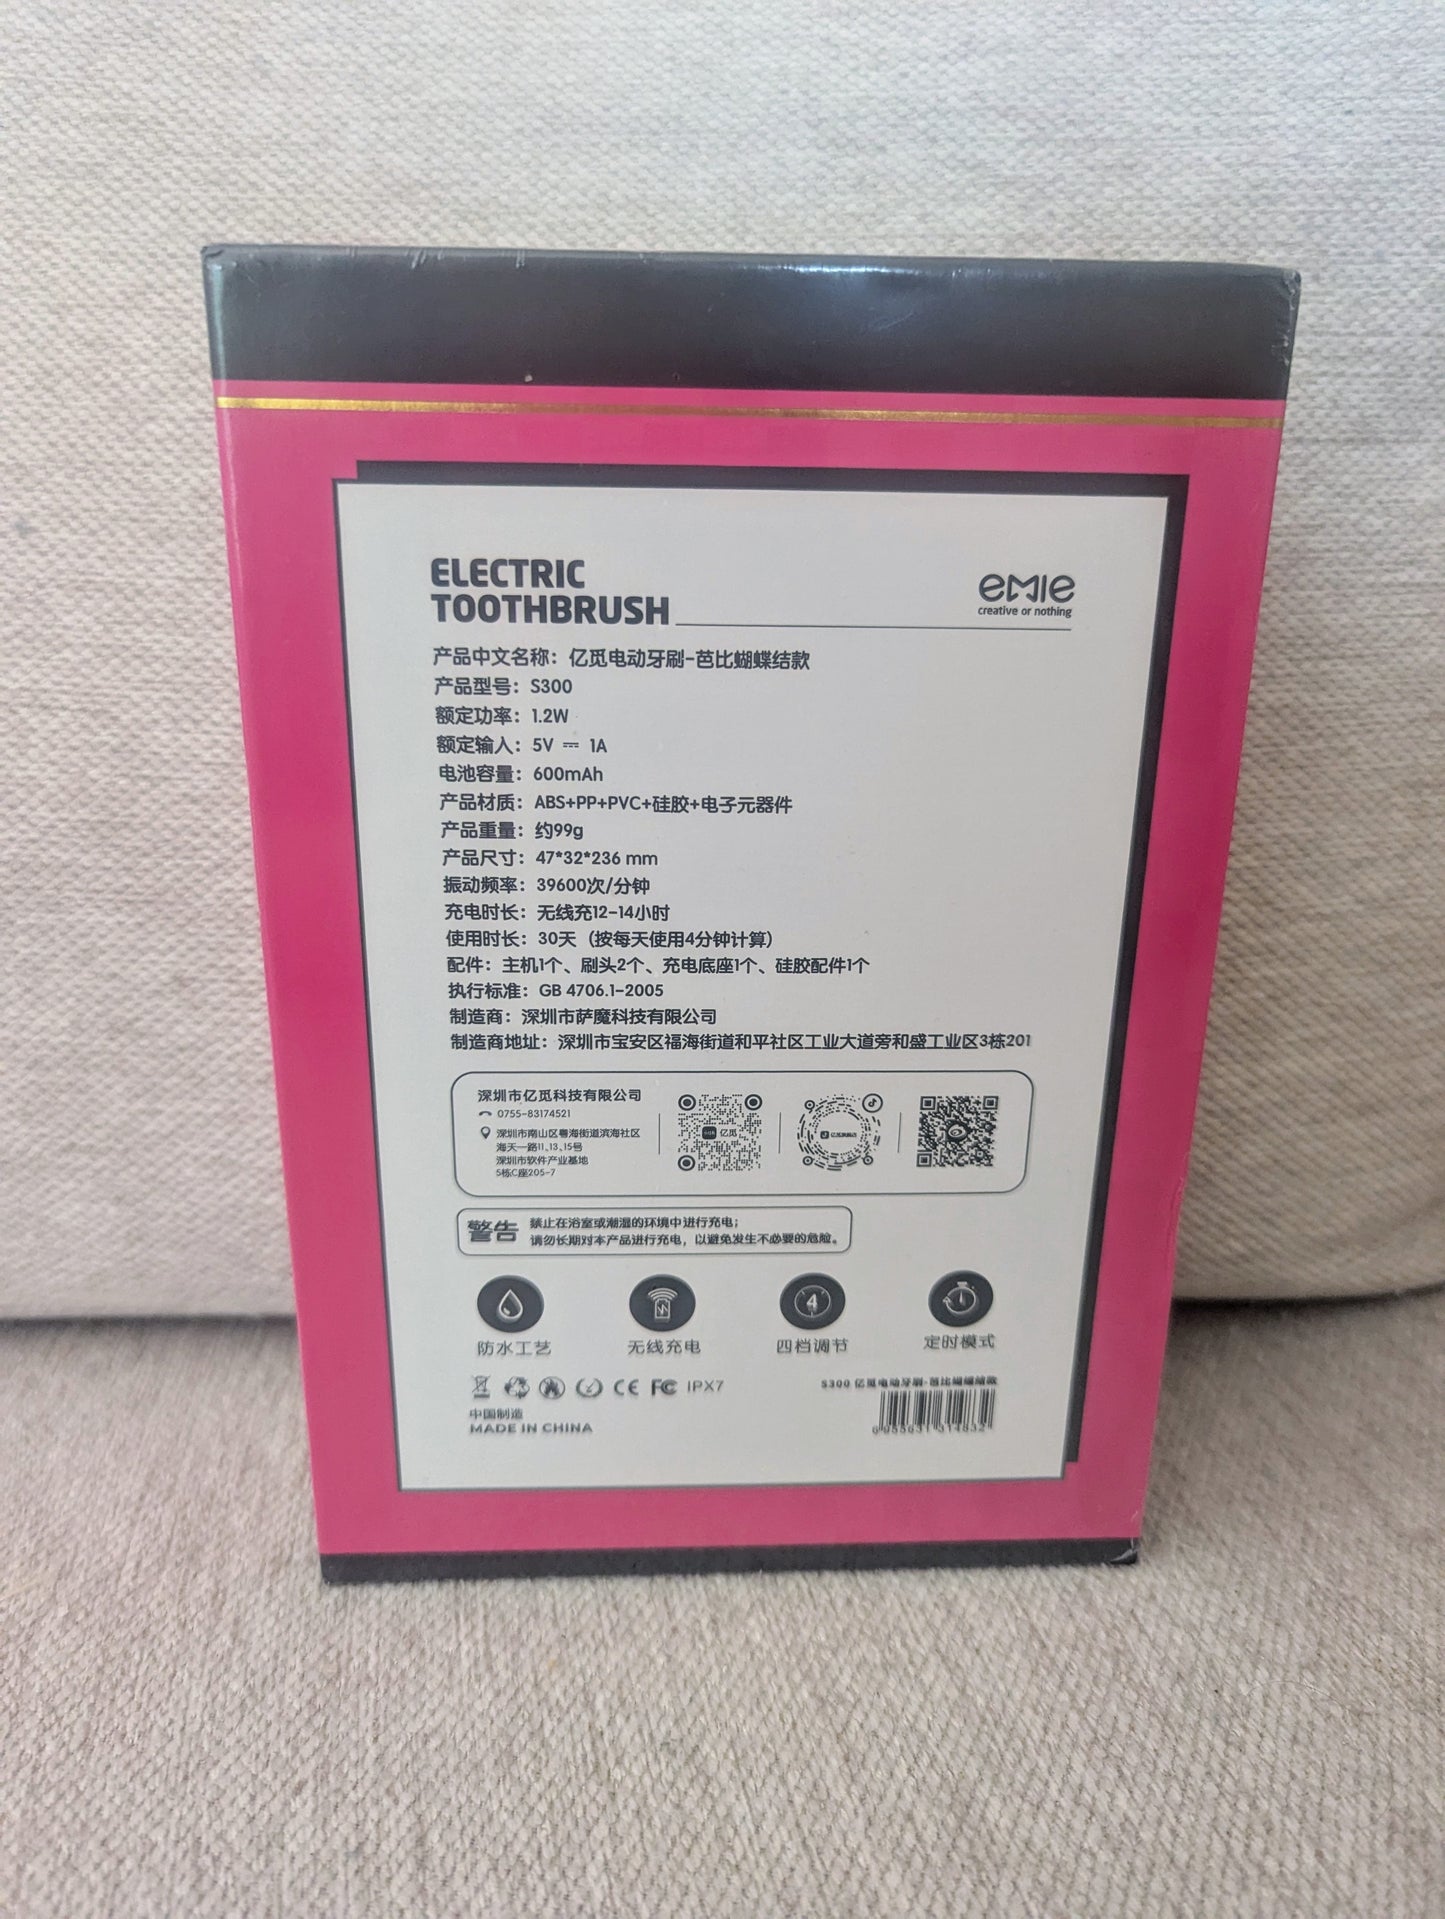 ELECTRIC
TOOTHBRUSH
emie
creative or nothing
产品中文名称：亿觅电动牙刷-芭比蝴蝶结款
产品型号：S300
额定功率：1.2W
额定输入：5V ⎓ 1A
电池容量：600mAh
产品材质：ABS+PP+PVC+硅胶+电子元器件
产品重量：约99g
产品尺寸：47*32*236 mm
振动频率：39600次/分钟
充电时长：无线充12-14小时
使用时长：30天（按每天使用4分钟计算）
配件：主机1个、刷头2个、充电底座1个、硅胶配件1个
执行标准：GB 4706.1-2005
制造商：深圳市萨魔科技有限公司
制造商地址：深圳市宝安区福海街道和平社区工业大道旁和盛工业区3栋201
深圳市亿觅科技有限公司
0755-83174521
深圳市南山区粤海街道滨海社区
海天一路11、13、15号
深圳市软件产业基地
5栋C座205-7
亿觅
警告
禁止在浴室或潮湿的环境中进行充电；
请勿长期对本产品进行充电，以避免发生不必要的危险。
4
防水工艺
无线充电
四档调节
定时模式
CE FC IPX7
中国制造
MADE IN CHINA
S300 亿觅电动牙刷-芭比蝴蝶结款